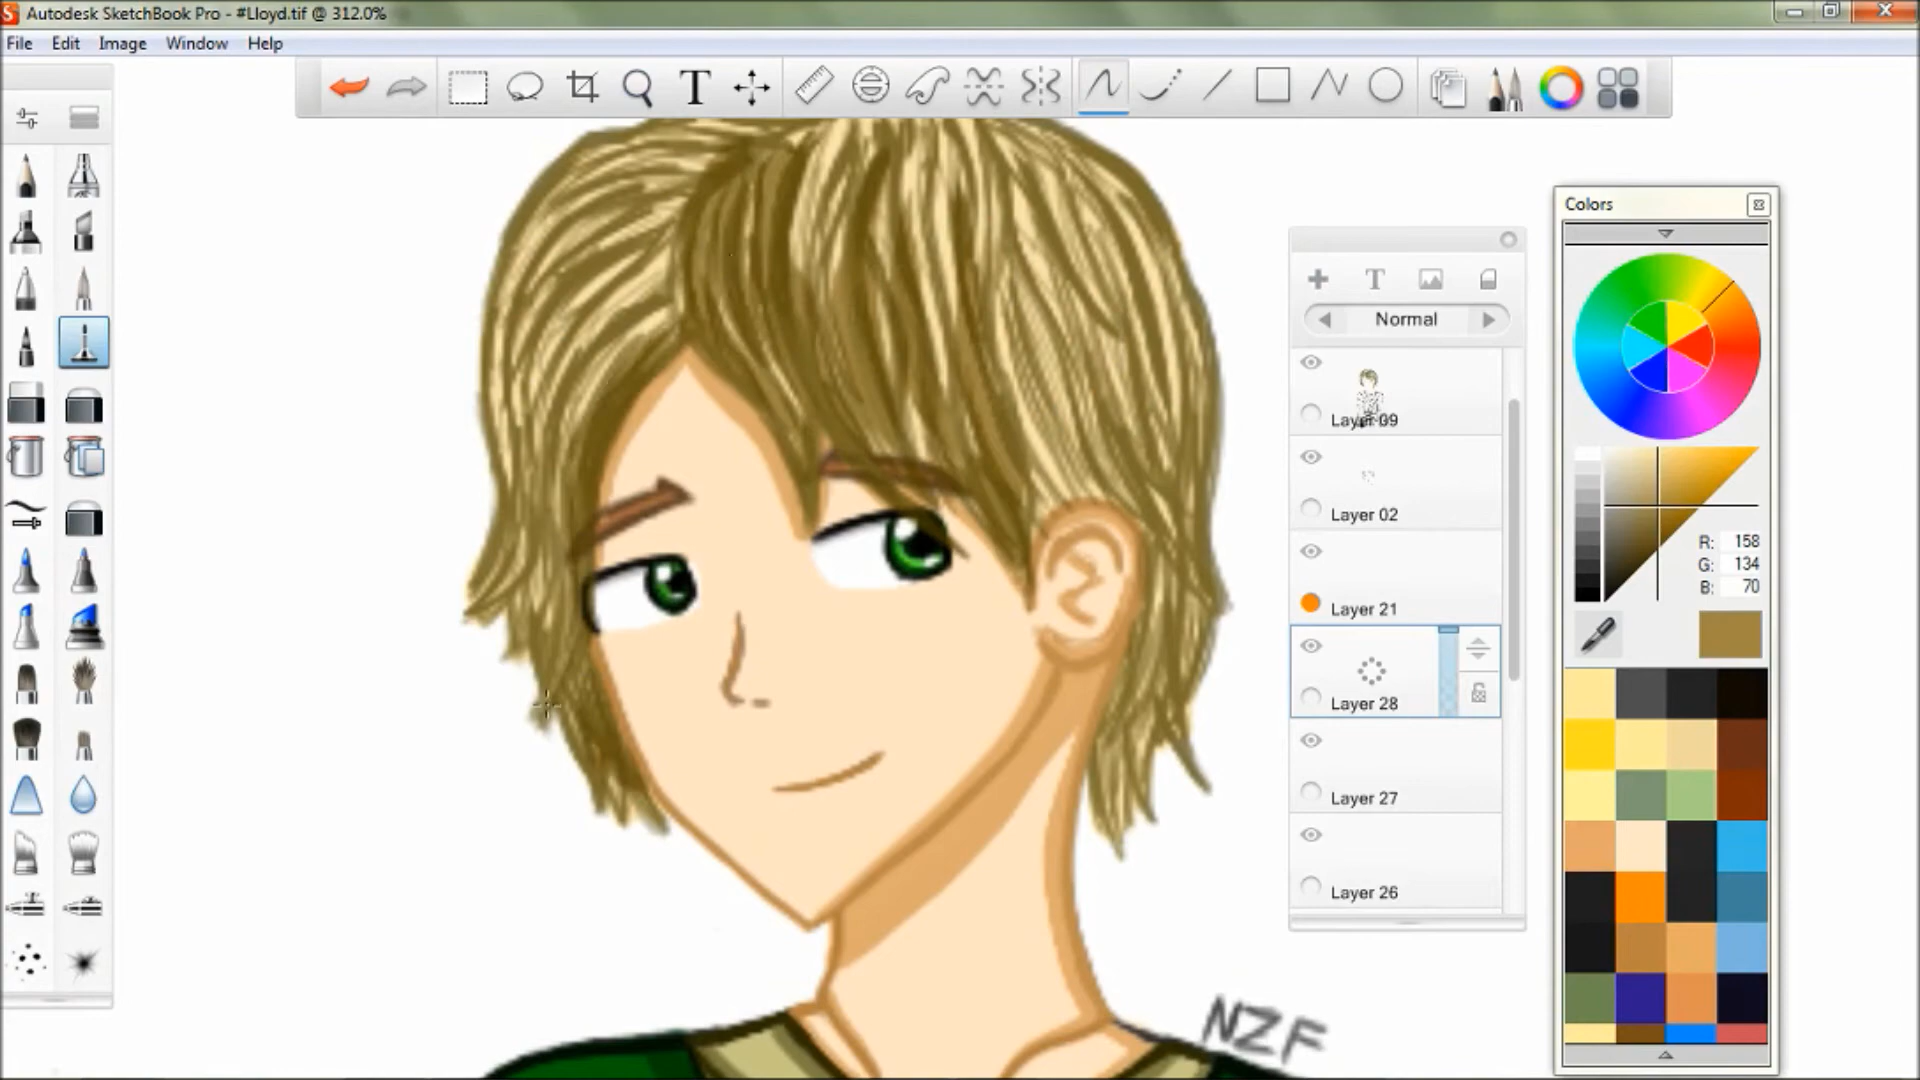 Autodesk SketchBook Pro - #Lloyd.tif @ 312.0%
File Edit Image Window Help
T
Colors
T
Normal
Layer 09
Layer 02
R: 158
G: 134
B: 70
Layer 21
Layer 28
Layer 27
Layer 26
NZF